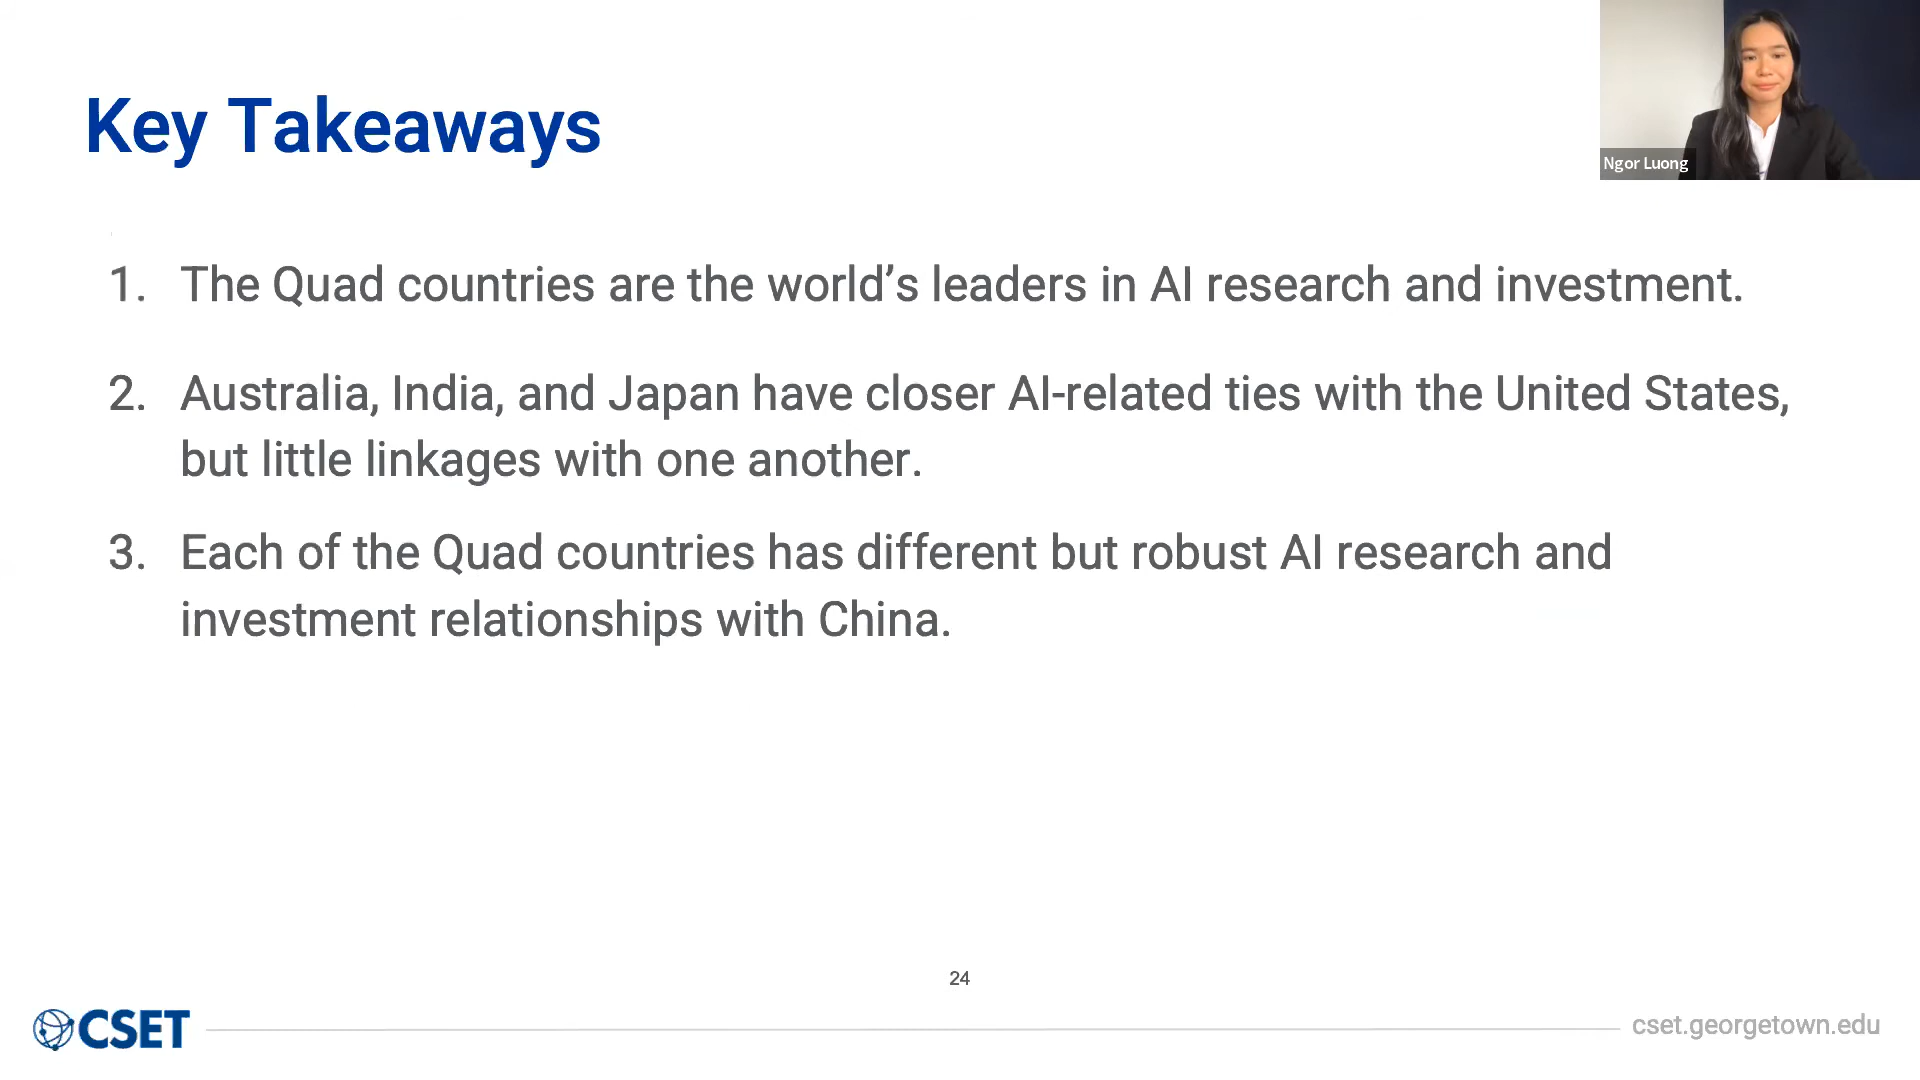 Key Takeaways
Ngor Luong
1. The Quad countries are the world’s leaders in AI research and investment.
2. Australia, India, and Japan have closer AI-related ties with the United States,
but little linkages with one another.
3. Each of the Quad countries has different but robust AI research and
investment relationships with China.
24
CSET
cset.georgetown.edu